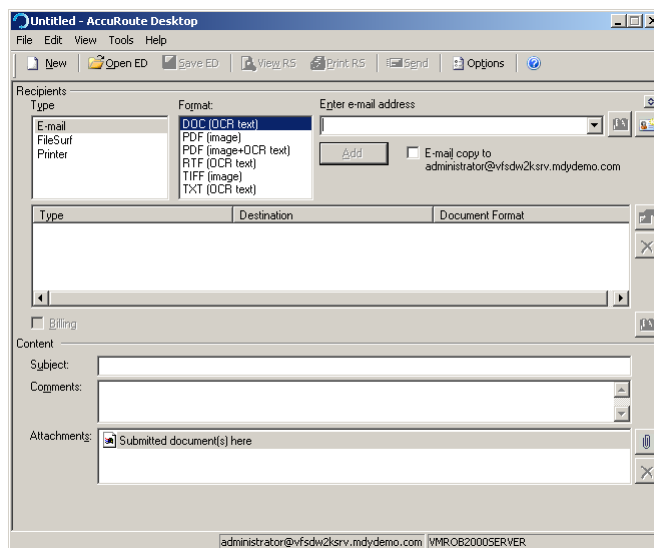 Untitled - AccuRoute Desktop
File Edit View Tools Help
New Open ED Save ED View RS Print RS Send Options
Recipients
Type Format: Enter e-mail address
E-mail
FileSurf
Printer
DOC (OCR text)
PDF (image)
PDF (image+OCR text)
RTF (OCR text)
TIFF (image)
TXT (OCR text)
Add
E-mail copy to
administrator@vfsdw2ksrv.mdydemo.com
Type Destination Document Format
Billing
Content
Subject:
Comments:
Attachments: Submitted document(s) here
administrator@vfsdw2ksrv.mdydemo.com VMROB2000SERVER